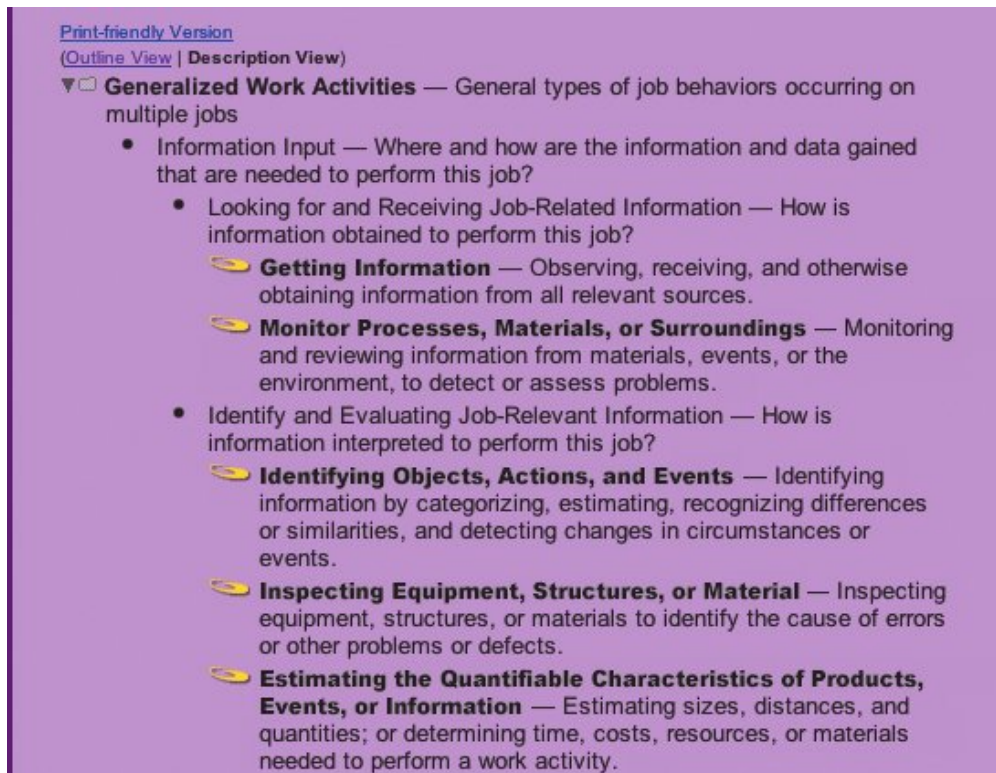 Print-friendly Version
(Outline View | Description View)
Generalized Work Activities — General types of job behaviors occurring on
multiple jobs
Information Input — Where and how are the information and data gained
that are needed to perform this job?
Looking for and Receiving Job-Related Information — How is
information obtained to perform this job?
Getting Information — Observing, receiving, and otherwise
obtaining information from all relevant sources.
Monitor Processes, Materials, or Surroundings — Monitoring
and reviewing information from materials, events, or the
environment, to detect or assess problems.
Identify and Evaluating Job-Relevant Information — How is
information interpreted to perform this job?
Identifying Objects, Actions, and Events — Identifying
information by categorizing, estimating, recognizing differences
or similarities, and detecting changes in circumstances or
events.
Inspecting Equipment, Structures, or Material — Inspecting
equipment, structures, or materials to identify the cause of errors
or other problems or defects.
Estimating the Quantifiable Characteristics of Products,
Events, or Information — Estimating sizes, distances, and
quantities; or determining time, costs, resources, or materials
needed to perform a work activity.